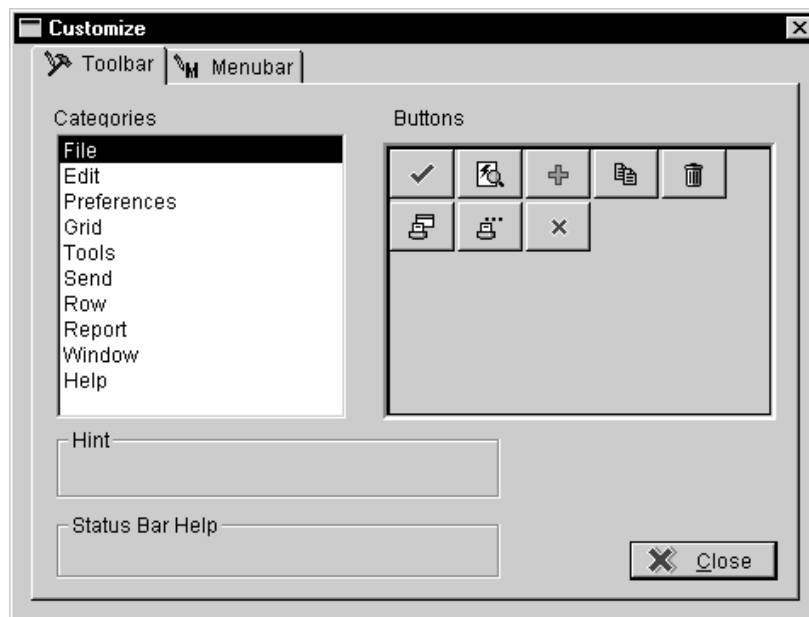 Customize
Toolbar
Menubar
Categories
Buttons
File
Edit
Preferences
Grid
Tools
Send
Row
Report
Window
Help
Hint
Status Bar Help
Close